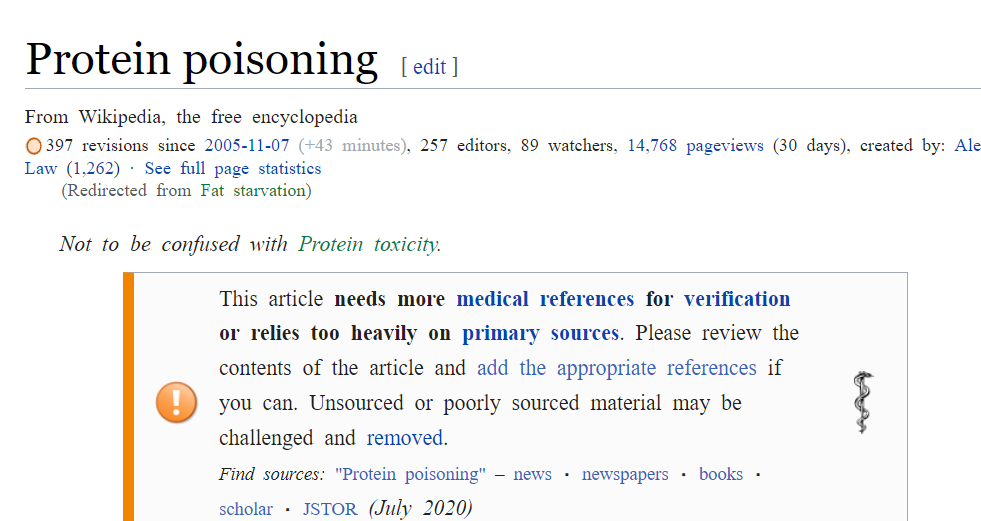 Protein poisoning [ edit ]
From Wikipedia, the free encyclopedia
397 revisions since 2005-11-07 (+43 minutes), 257 editors, 89 watchers, 14,768 pageviews (30 days), created by: Ale
Law (1,262) · See full page statistics
(Redirected from Fat starvation)
Not to be confused with Protein toxicity.
This article needs more medical references for verification
or relies too heavily on primary sources. Please review the
contents of the article and add the appropriate references if
you can. Unsourced or poorly sourced material may be
challenged and removed.
Find sources: "Protein poisoning" – news · newspapers · books ·
scholar · JSTOR (July 2020)